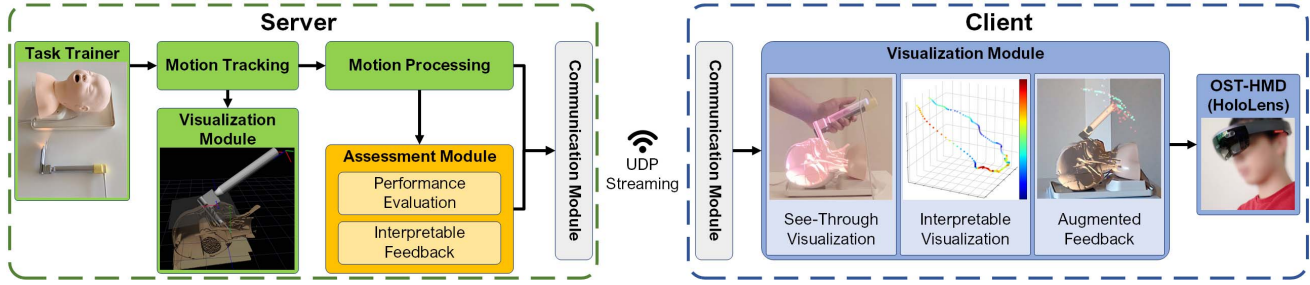 Server
Task Trainer
Motion Tracking
Motion Processing
Visualization
Module
Assessment Module
Performance
Evaluation
Interpretable
Feedback
Communication Module
UDP
Streaming
Client
Communication Module
Visualization Module
See-Through
Visualization
Interpretable
Visualization
Augmented
Feedback
OST-HMD
(HoloLens)